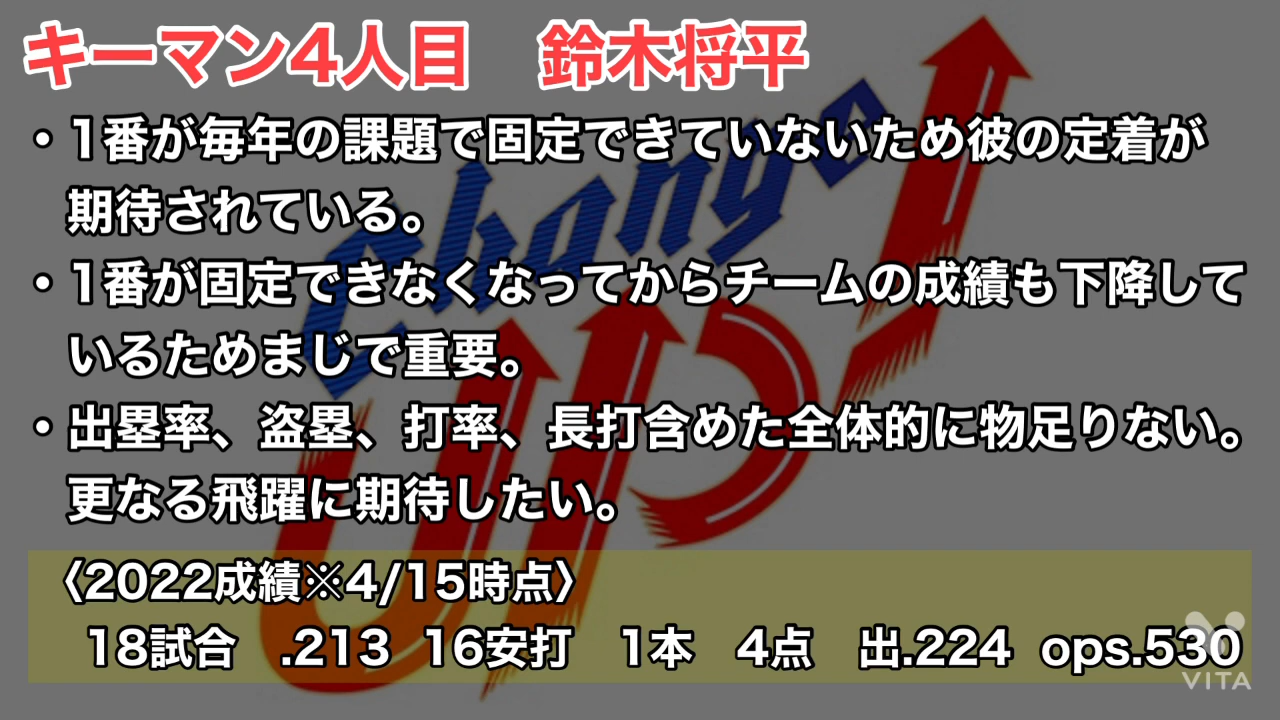 キーマン4人目　鈴木将平
・1番が毎年の課題で固定できていないため彼の定着が
期待されている。
・1番が固定できなくなってからチームの成績も下降して
いるためまじで重要。
・出塁率、盗塁、打率、長打含めた全体的に物足りない。
更なる飛躍に期待したい。
〈2022成績※4/15時点〉
18試合　.213　16安打　1本　4点　出.224　ops.530
Change
UP!
VITA